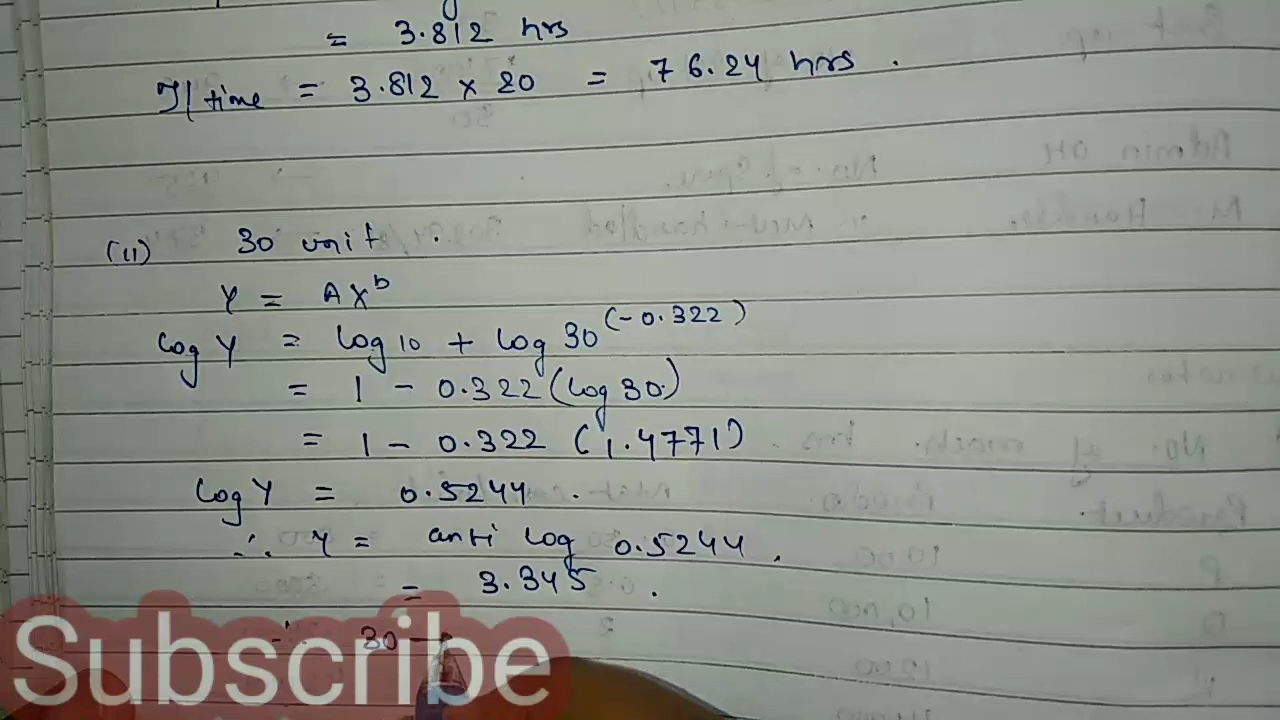 = 3.812 hrs
T/time = 3.812 × 20 = 76.24 hrs .
(II) 30 unit .
Y = AX^b
log Y = log 10 + log 30^(-0.322)
= 1 - 0.322 (log 30)
= 1 - 0.322 (1.4771) .
log Y = 0.5244 .
∴ Y = anti log 0.5244 .
= 3.345 .
∴ 30
Subscribe